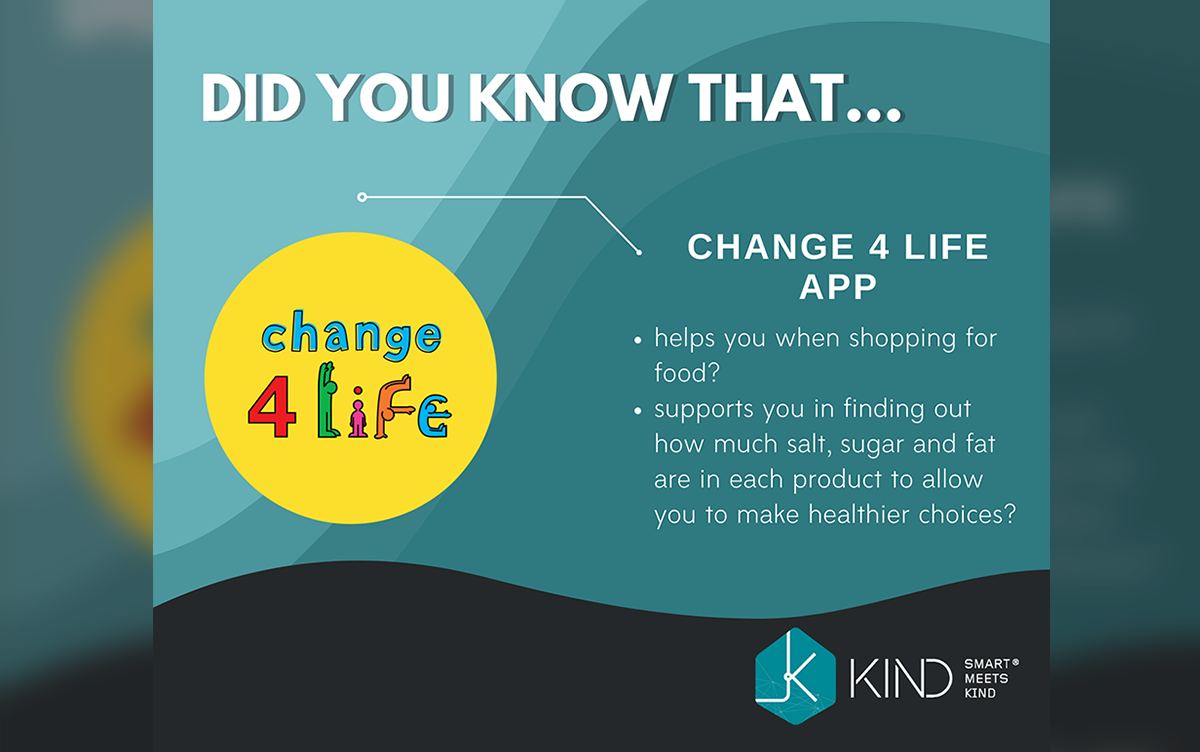 DID YOU KNOW THAT...
change
4 LiFe
CHANGE 4 LIFE
APP
• helps you when shopping for
food?
• supports you in finding out
how much salt, sugar and fat
are in each product to allow
you to make healthier choices?
KIND
SMART®
MEETS
KIND